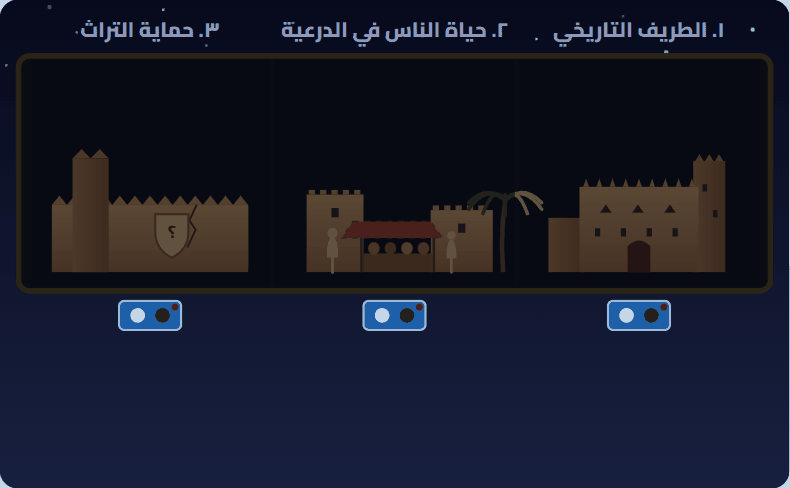 ١. الطريف التاريخي
٢. حياة الناس في الدرعية
٣. حماية التراث
؟